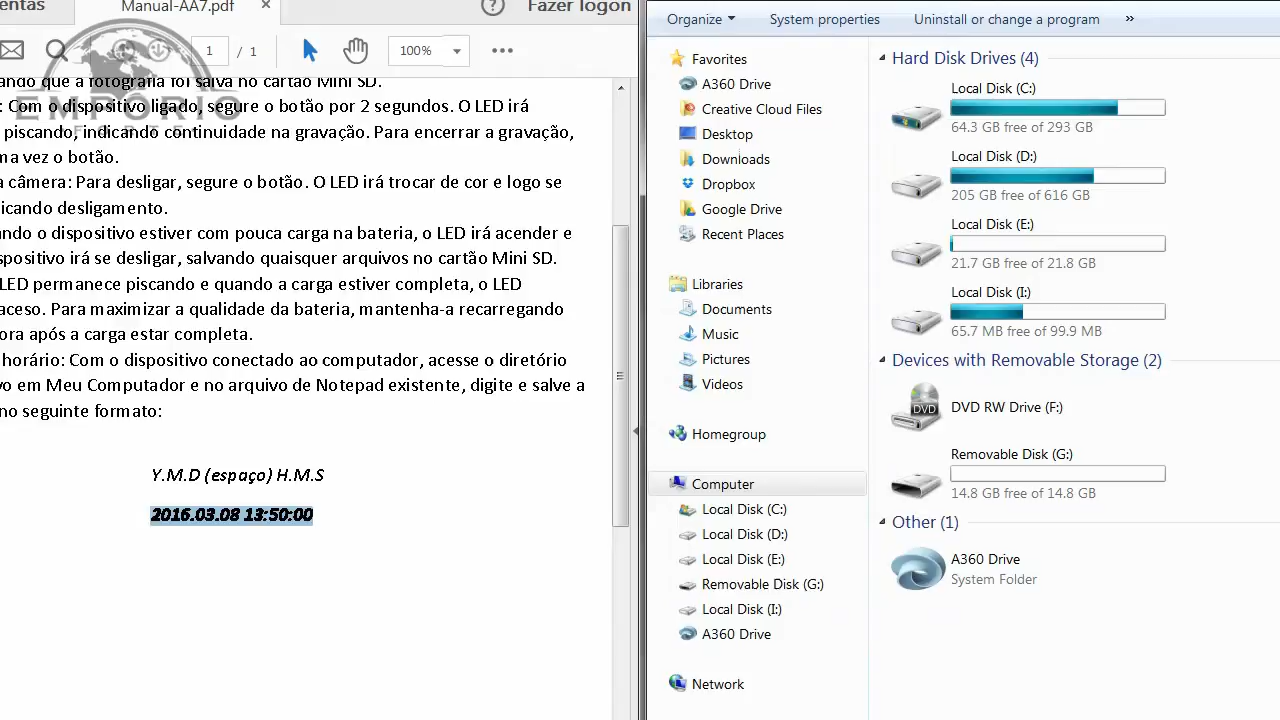 entas
Manual-AA7.pdf
×
?
Fazer logon
1
/ 1
100%
ando que a fotografia foi salva no cartão Mini SD.
: Com o dispositivo ligado, segure o botão por 2 segundos. O LED irá
piscando, indicando continuidade na gravação. Para encerrar a gravação,
ma vez o botão.
a câmera: Para desligar, segure o botão. O LED irá trocar de cor e logo se
icando desligamento.
ando o dispositivo estiver com pouca carga na bateria, o LED irá acender e
spositivo irá se desligar, salvando quaisquer arquivos no cartão Mini SD.
LED permanece piscando e quando a carga estiver completa, o LED
aceso. Para maximizar a qualidade da bateria, mantenha-a recarregando
ora após a carga estar completa.
horário: Com o dispositivo conectado ao computador, acesse o diretório
vo em Meu Computador e no arquivo de Notepad existente, digite e salve a
no seguinte formato:
Y.M.D (espaço) H.M.S
2016.03.08 13:50:00
EMPÓRIO
Organize
System properties
Uninstall or change a program
»
Favorites
A360 Drive
Creative Cloud Files
Desktop
Downloads
Dropbox
Google Drive
Recent Places
Libraries
Documents
Music
Pictures
Videos
Homegroup
Computer
Local Disk (C:)
Local Disk (D:)
Local Disk (E:)
Removable Disk (G:)
Local Disk (I:)
A360 Drive
Network
Hard Disk Drives (4)
Local Disk (C:)
64.3 GB free of 293 GB
Local Disk (D:)
205 GB free of 616 GB
Local Disk (E:)
21.7 GB free of 21.8 GB
Local Disk (I:)
65.7 MB free of 99.9 MB
Devices with Removable Storage (2)
DVD
DVD RW Drive (F:)
Removable Disk (G:)
14.8 GB free of 14.8 GB
Other (1)
A360 Drive
System Folder